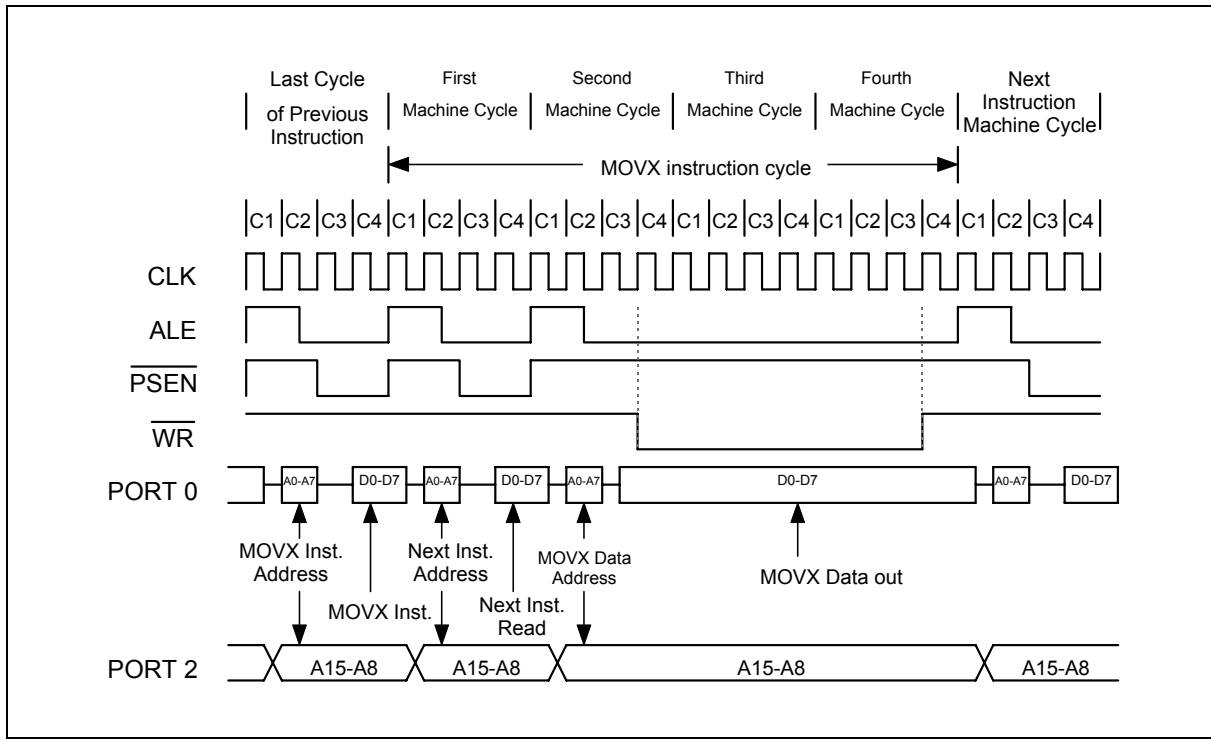 Last Cycle
of Previous
Instruction
First
Machine Cycle
Second
Machine Cycle
Third
Machine Cycle
Fourth
Machine Cycle
Next
Instruction
Machine Cycle
MOVX instruction cycle
C1 C2 C3 C4 C1 C2 C3 C4 C1 C2 C3 C4 C1 C2 C3 C4 C1 C2 C3 C4 C1 C2 C3 C4
CLK
ALE
PSEN
WR
PORT 0
A0-A7 D0-D7 A0-A7 D0-D7 A0-A7 D0-D7 A0-A7 D0-D7
MOVX Inst.
Address
MOVX Inst.
Next Inst.
Address
Next Inst.
Read
MOVX Data
Address
MOVX Data out
PORT 2
A15-A8 A15-A8 A15-A8 A15-A8